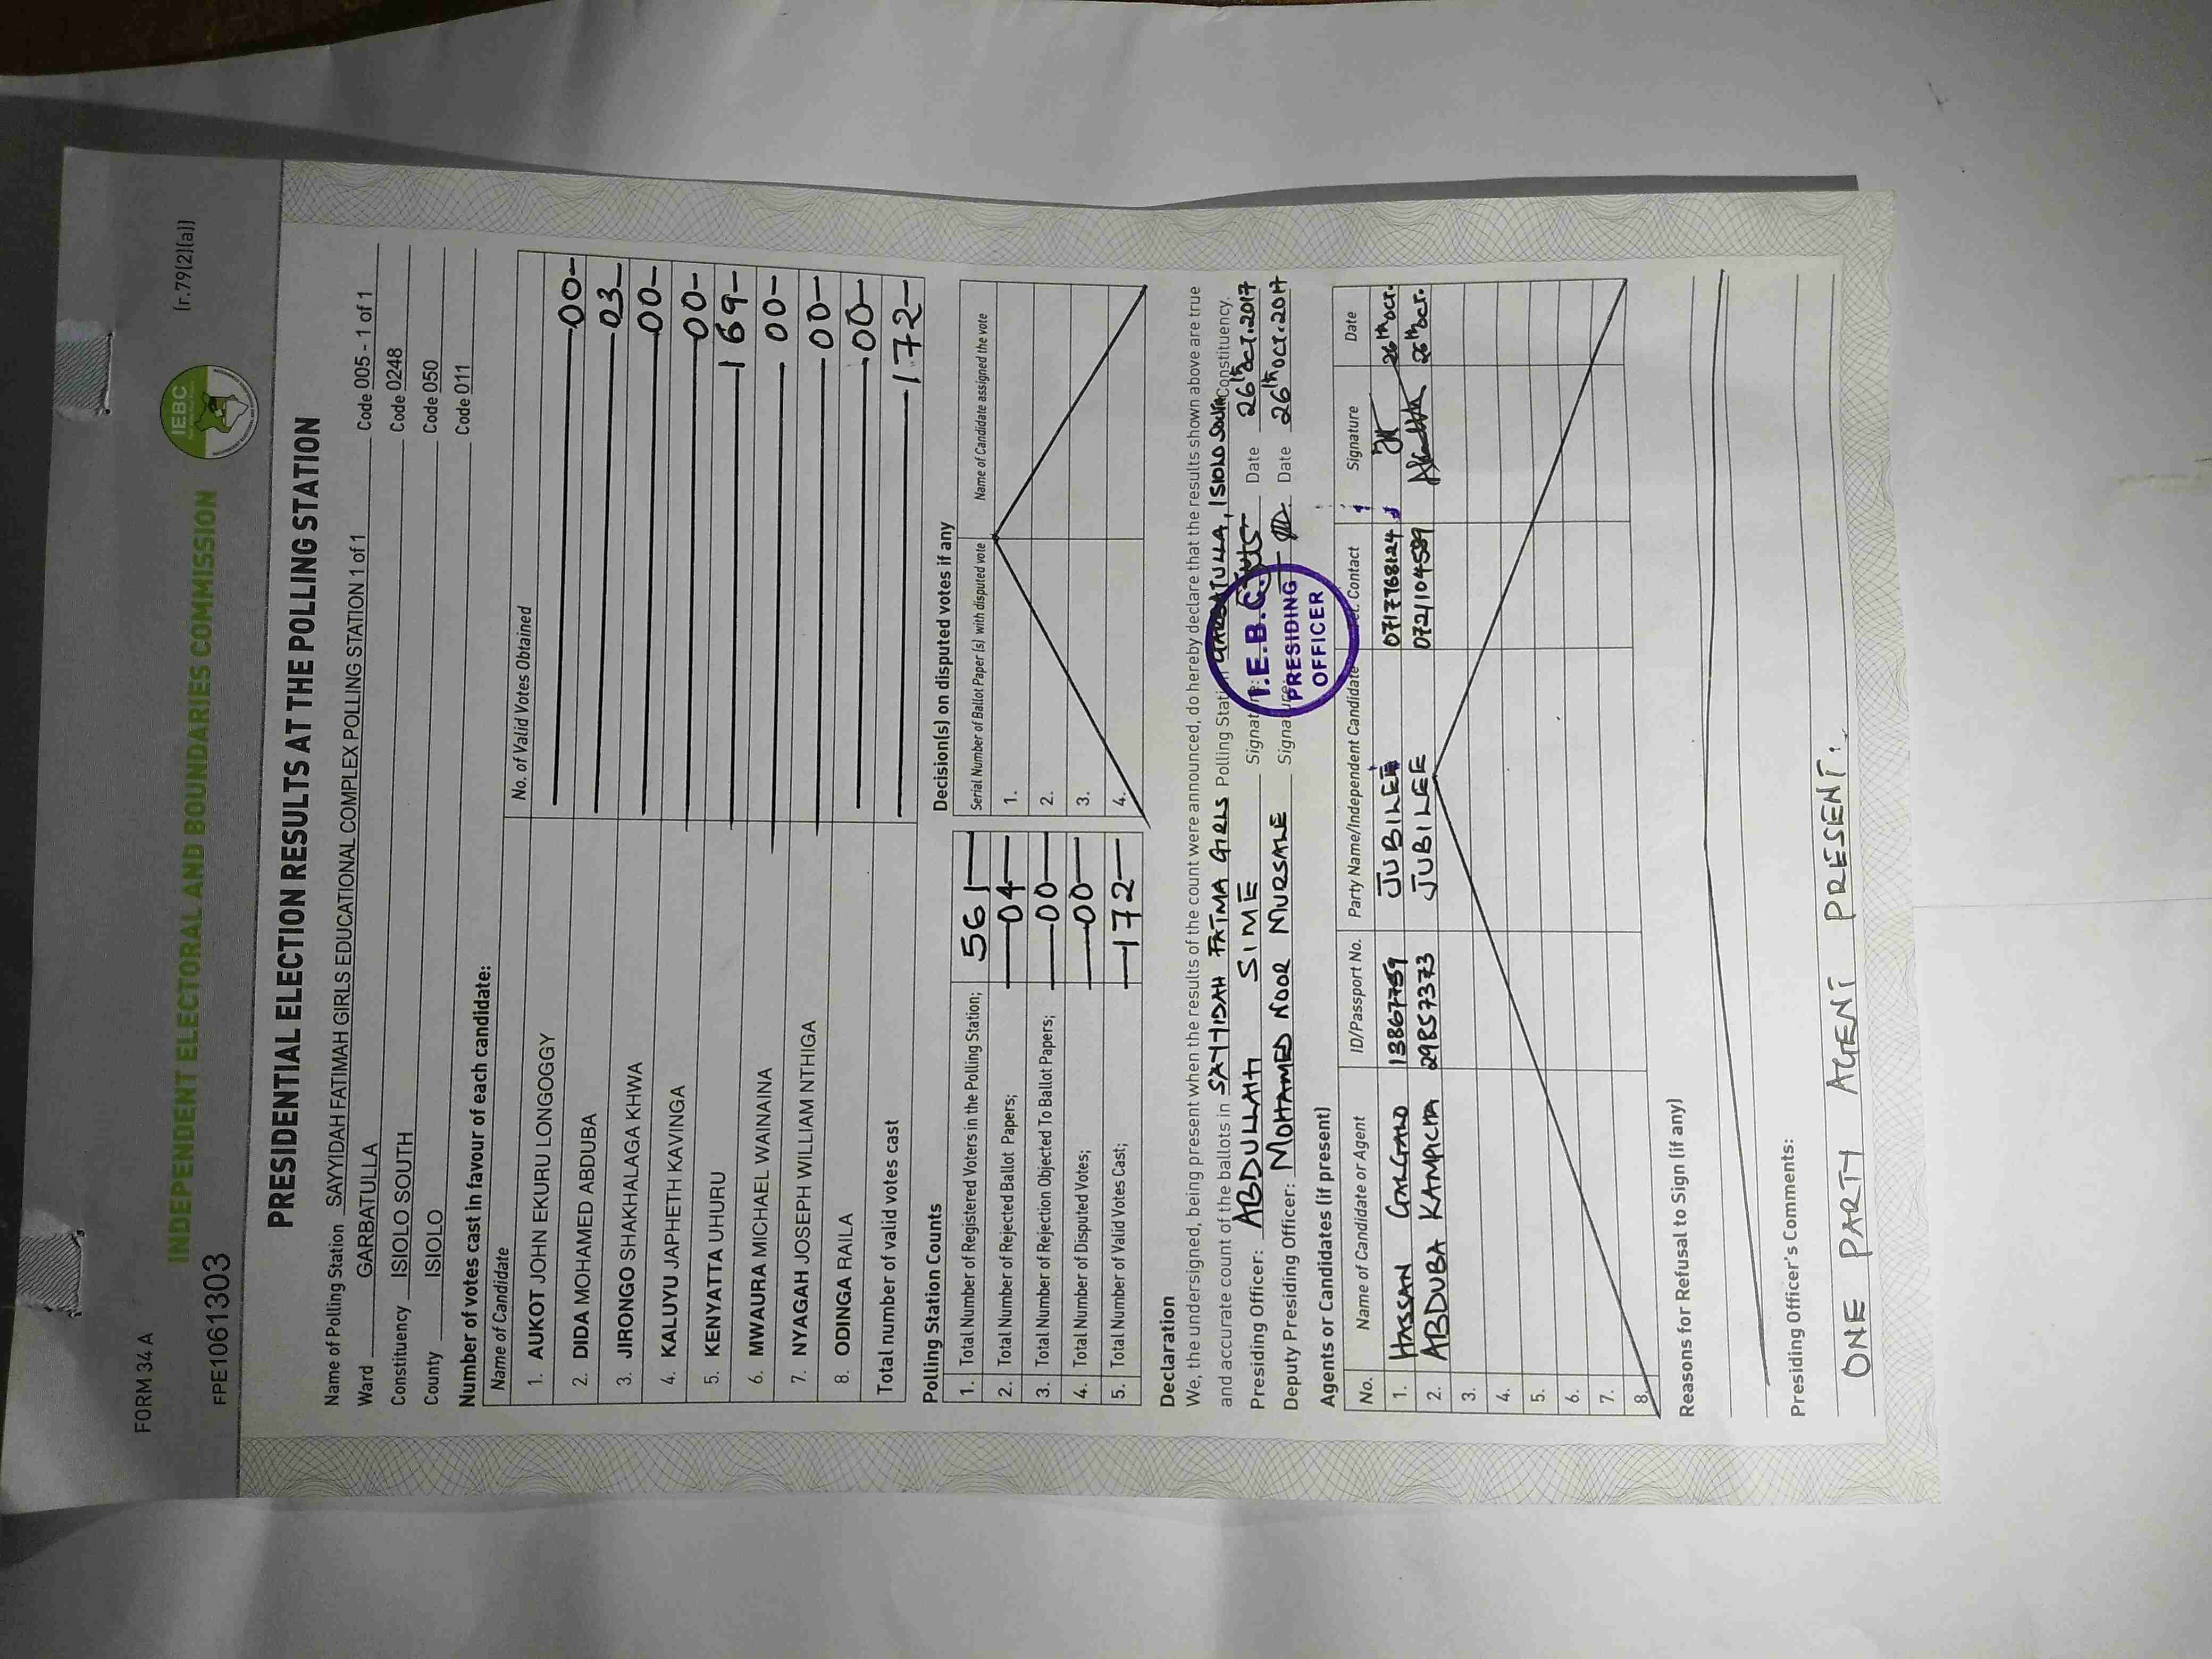 FORM 34 A
(r.79(2)(a))
IEBC
FPE1061303
INDEPENDENT ELECTORAL AND BOUNDARIES COMMISSION
PRESIDENTIAL ELECTION RESULTS AT THE POLLING STATION
Name of Polling Station SAYYIDAH FATIMAH GIRLS EDUCATIONAL COMPLEX POLLING STATION 1 of 1 Code 005 - 1 of 1
Ward GARBATULLA Code 0248
Constituency ISIOLO SOUTH Code 050
County ISIOLO Code 011
Number of votes cast in favour of each candidate:
Name of Candidate No. of Valid Votes Obtained
1. AUKOT JOHN EKURU LONGOGGY 00
2. DIDA MOHAMED ABDUBA 03
3. JIRONGO SHAKHALAGA KHWA 00
4. KALUYU JAPHETH KAVINGA 00
5. KENYATTA UHURU 169
6. MWAURA MICHAEL WAINAINA 00
7. NYAGAH JOSEPH WILLIAM NTHIGA 00
8. ODINGA RAILA 00
Total number of valid votes cast 172
Polling Station Counts
1. Total Number of Registered Voters in the Polling Station; 561
2. Total Number of Rejected Ballot Papers; 04
3. Total Number of Rejection Objected To Ballot Papers; 00
4. Total Number of Disputed Votes; 00
5. Total Number of Valid Votes Cast; 172
Decision(s) on disputed votes if any
Serial Number of Ballot Paper (s) with disputed vote Name of Candidate assigned the vote
1.
2.
3.
4.
Declaration
We, the undersigned, being present when the results of the count were announced, do hereby declare that the results shown above are true
and accurate count of the ballots in SAYYIDAH FATIMA GIRLS Polling Station GARBATULLA, ISIOLO SOUTH Constituency.
Presiding Officer: ABDULLAHI SIME Signature: Date 26th OCT. 2017
Deputy Presiding Officer: MOHAMED NOOR MURSALE Signature: Date 26th OCT. 2017
I.E.B.C.
PRESIDING
OFFICER
Agents or Candidates (if present)
No. Name of Candidate or Agent ID/Passport No. Party Name/Independent Candidate Tel. Contact Signature Date
1. HASSAN GALGALO 13867759 JUBILEE 0717768124 26th OCT.
2. ABDUBA KAMPICHA 29857373 JUBILEE 0721104589 26th OCT.
3.
4.
5.
6.
7.
8.
Reasons for Refusal to Sign (if any)
Presiding Officer's Comments:
ONE PARTY AGENT PRESENT.